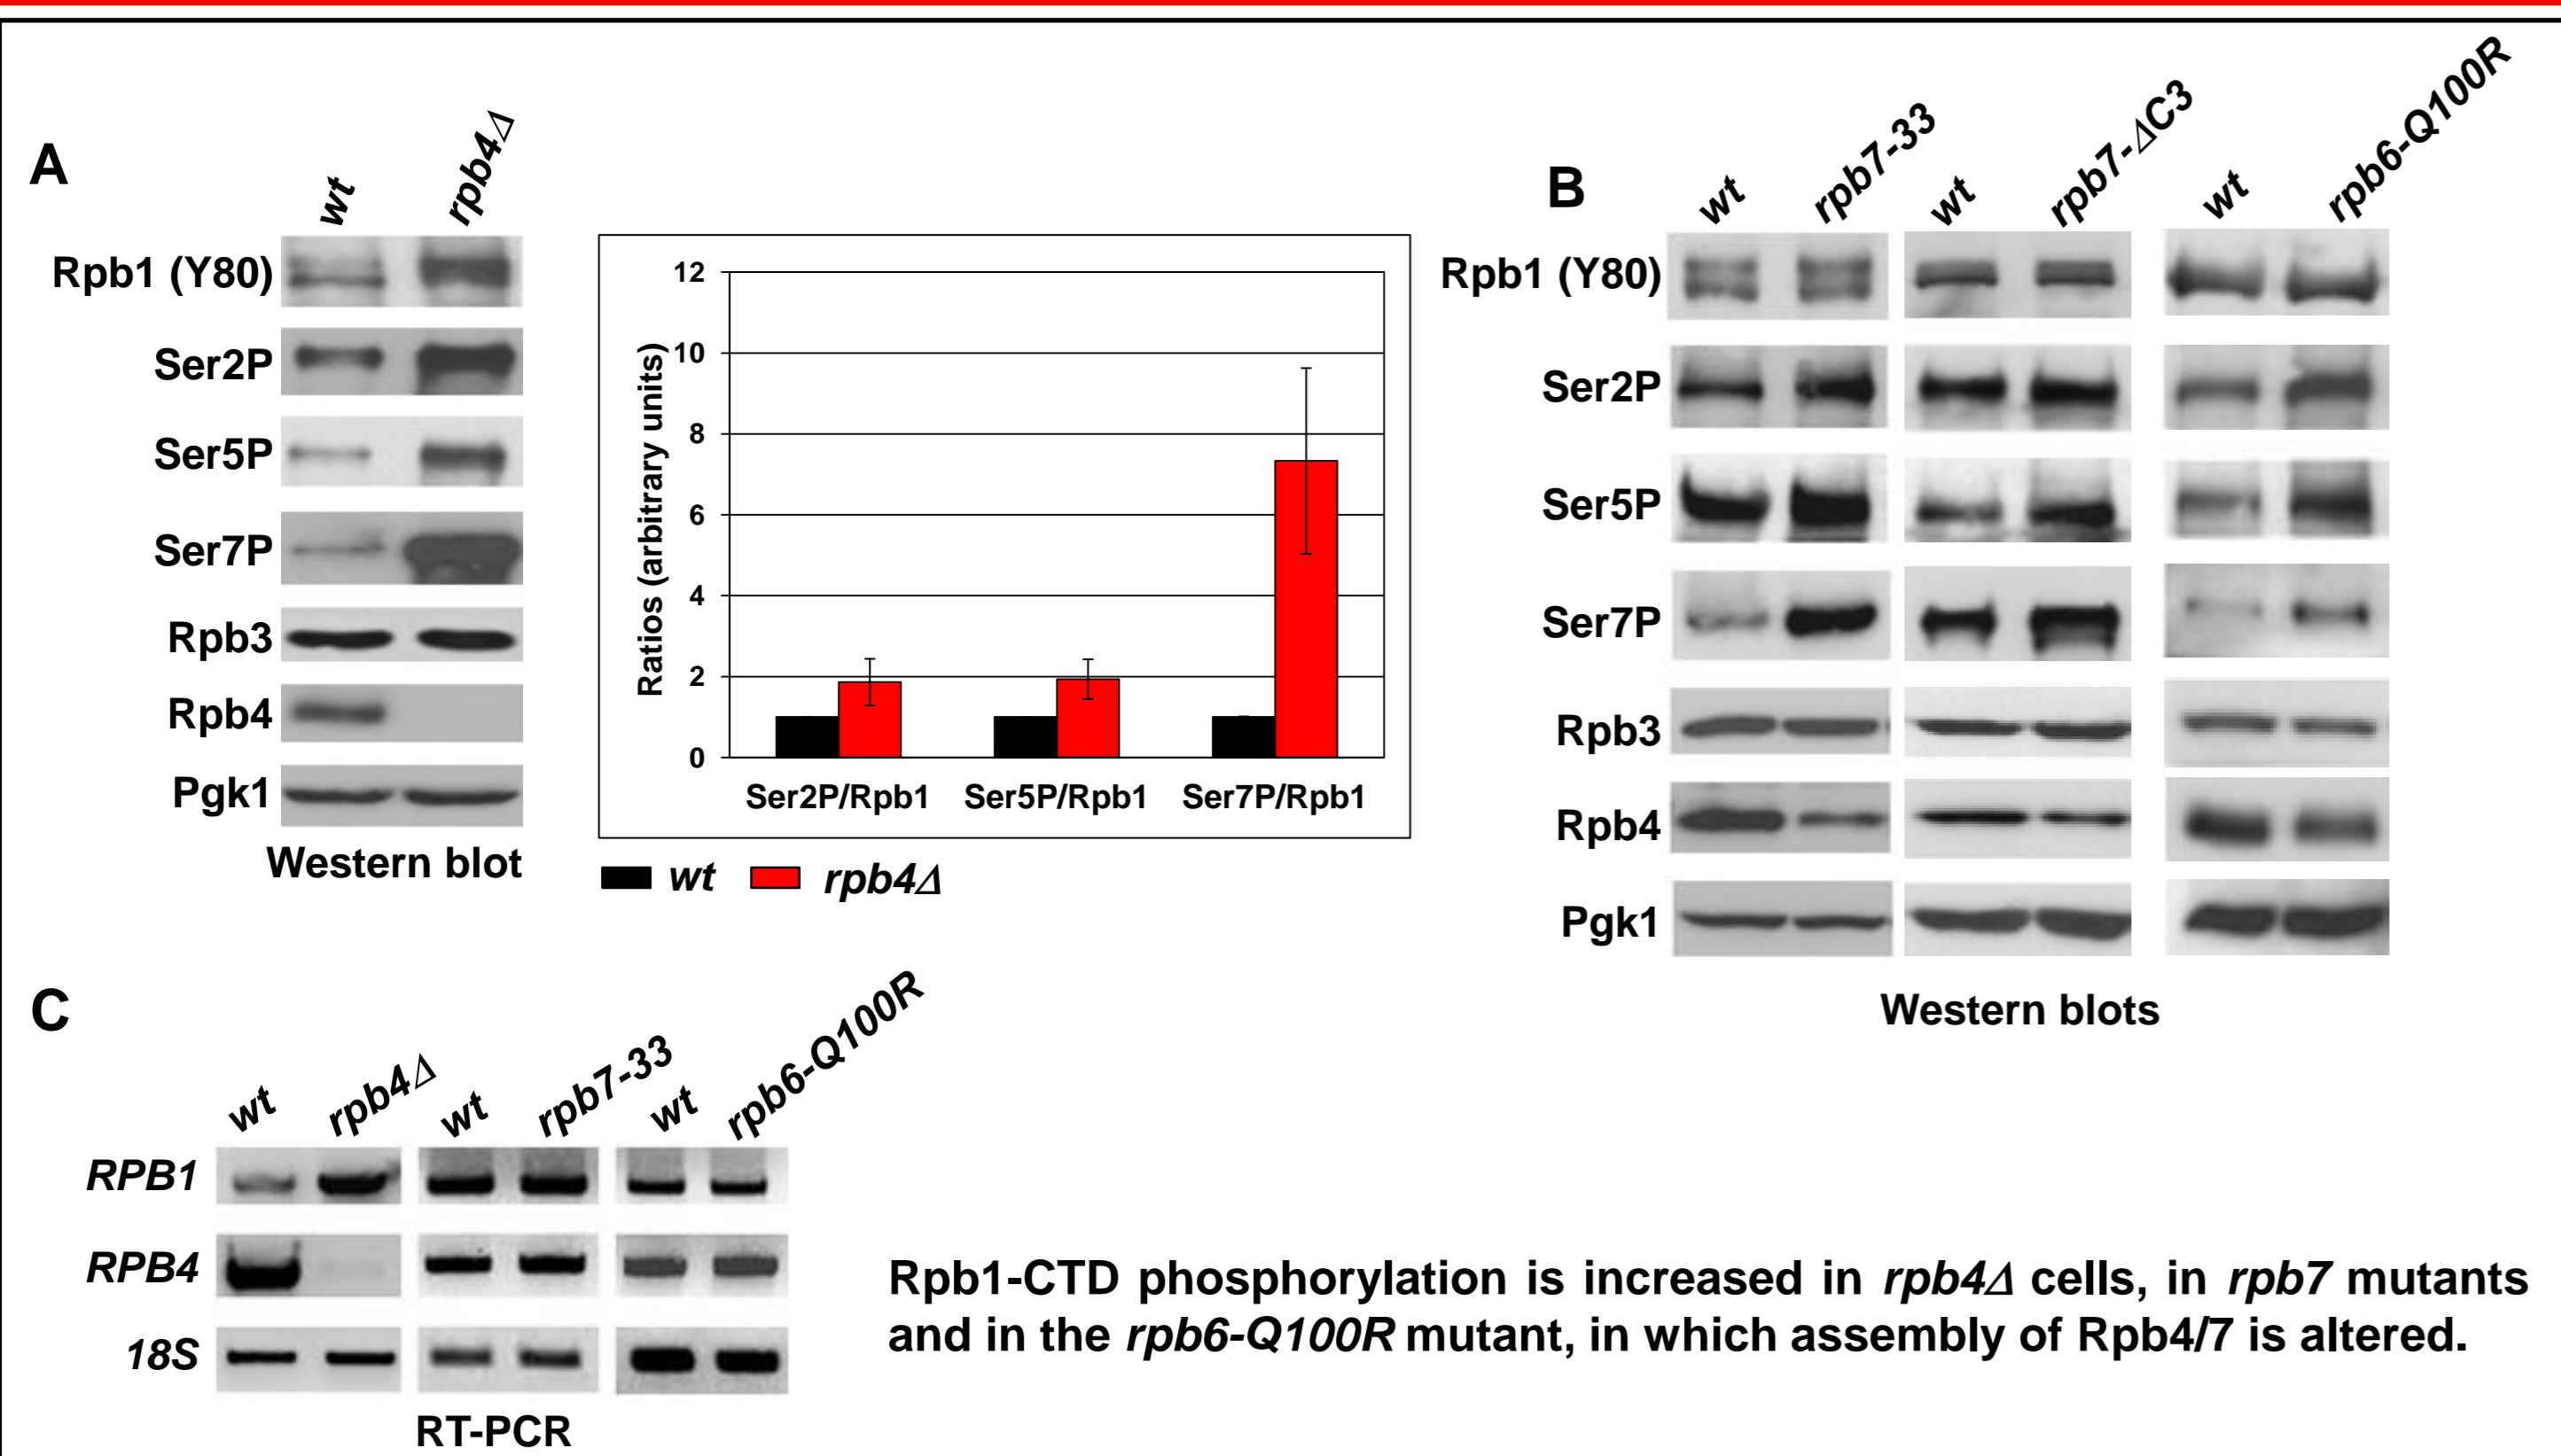 A
wt
rpb4Δ
Rpb1 (Y80)
Ser2P
Ser5P
Ser7P
Rpb3
Rpb4
Pgk1
Western blot
Ratios (arbitrary units)
12
10
8
6
4
2
0
Ser2P/Rpb1 Ser5P/Rpb1 Ser7P/Rpb1
wt rpb4Δ
B
wt rpb7-33 wt rpb7-ΔC3 wt rpb6-Q100R
Rpb1 (Y80)
Ser2P
Ser5P
Ser7P
Rpb3
Rpb4
Pgk1
Western blots
C
wt rpb4Δ wt rpb7-33 wt rpb6-Q100R
RPB1
RPB4
18S
RT-PCR
Rpb1-CTD phosphorylation is increased in rpb4Δ cells, in rpb7 mutants
and in the rpb6-Q100R mutant, in which assembly of Rpb4/7 is altered.